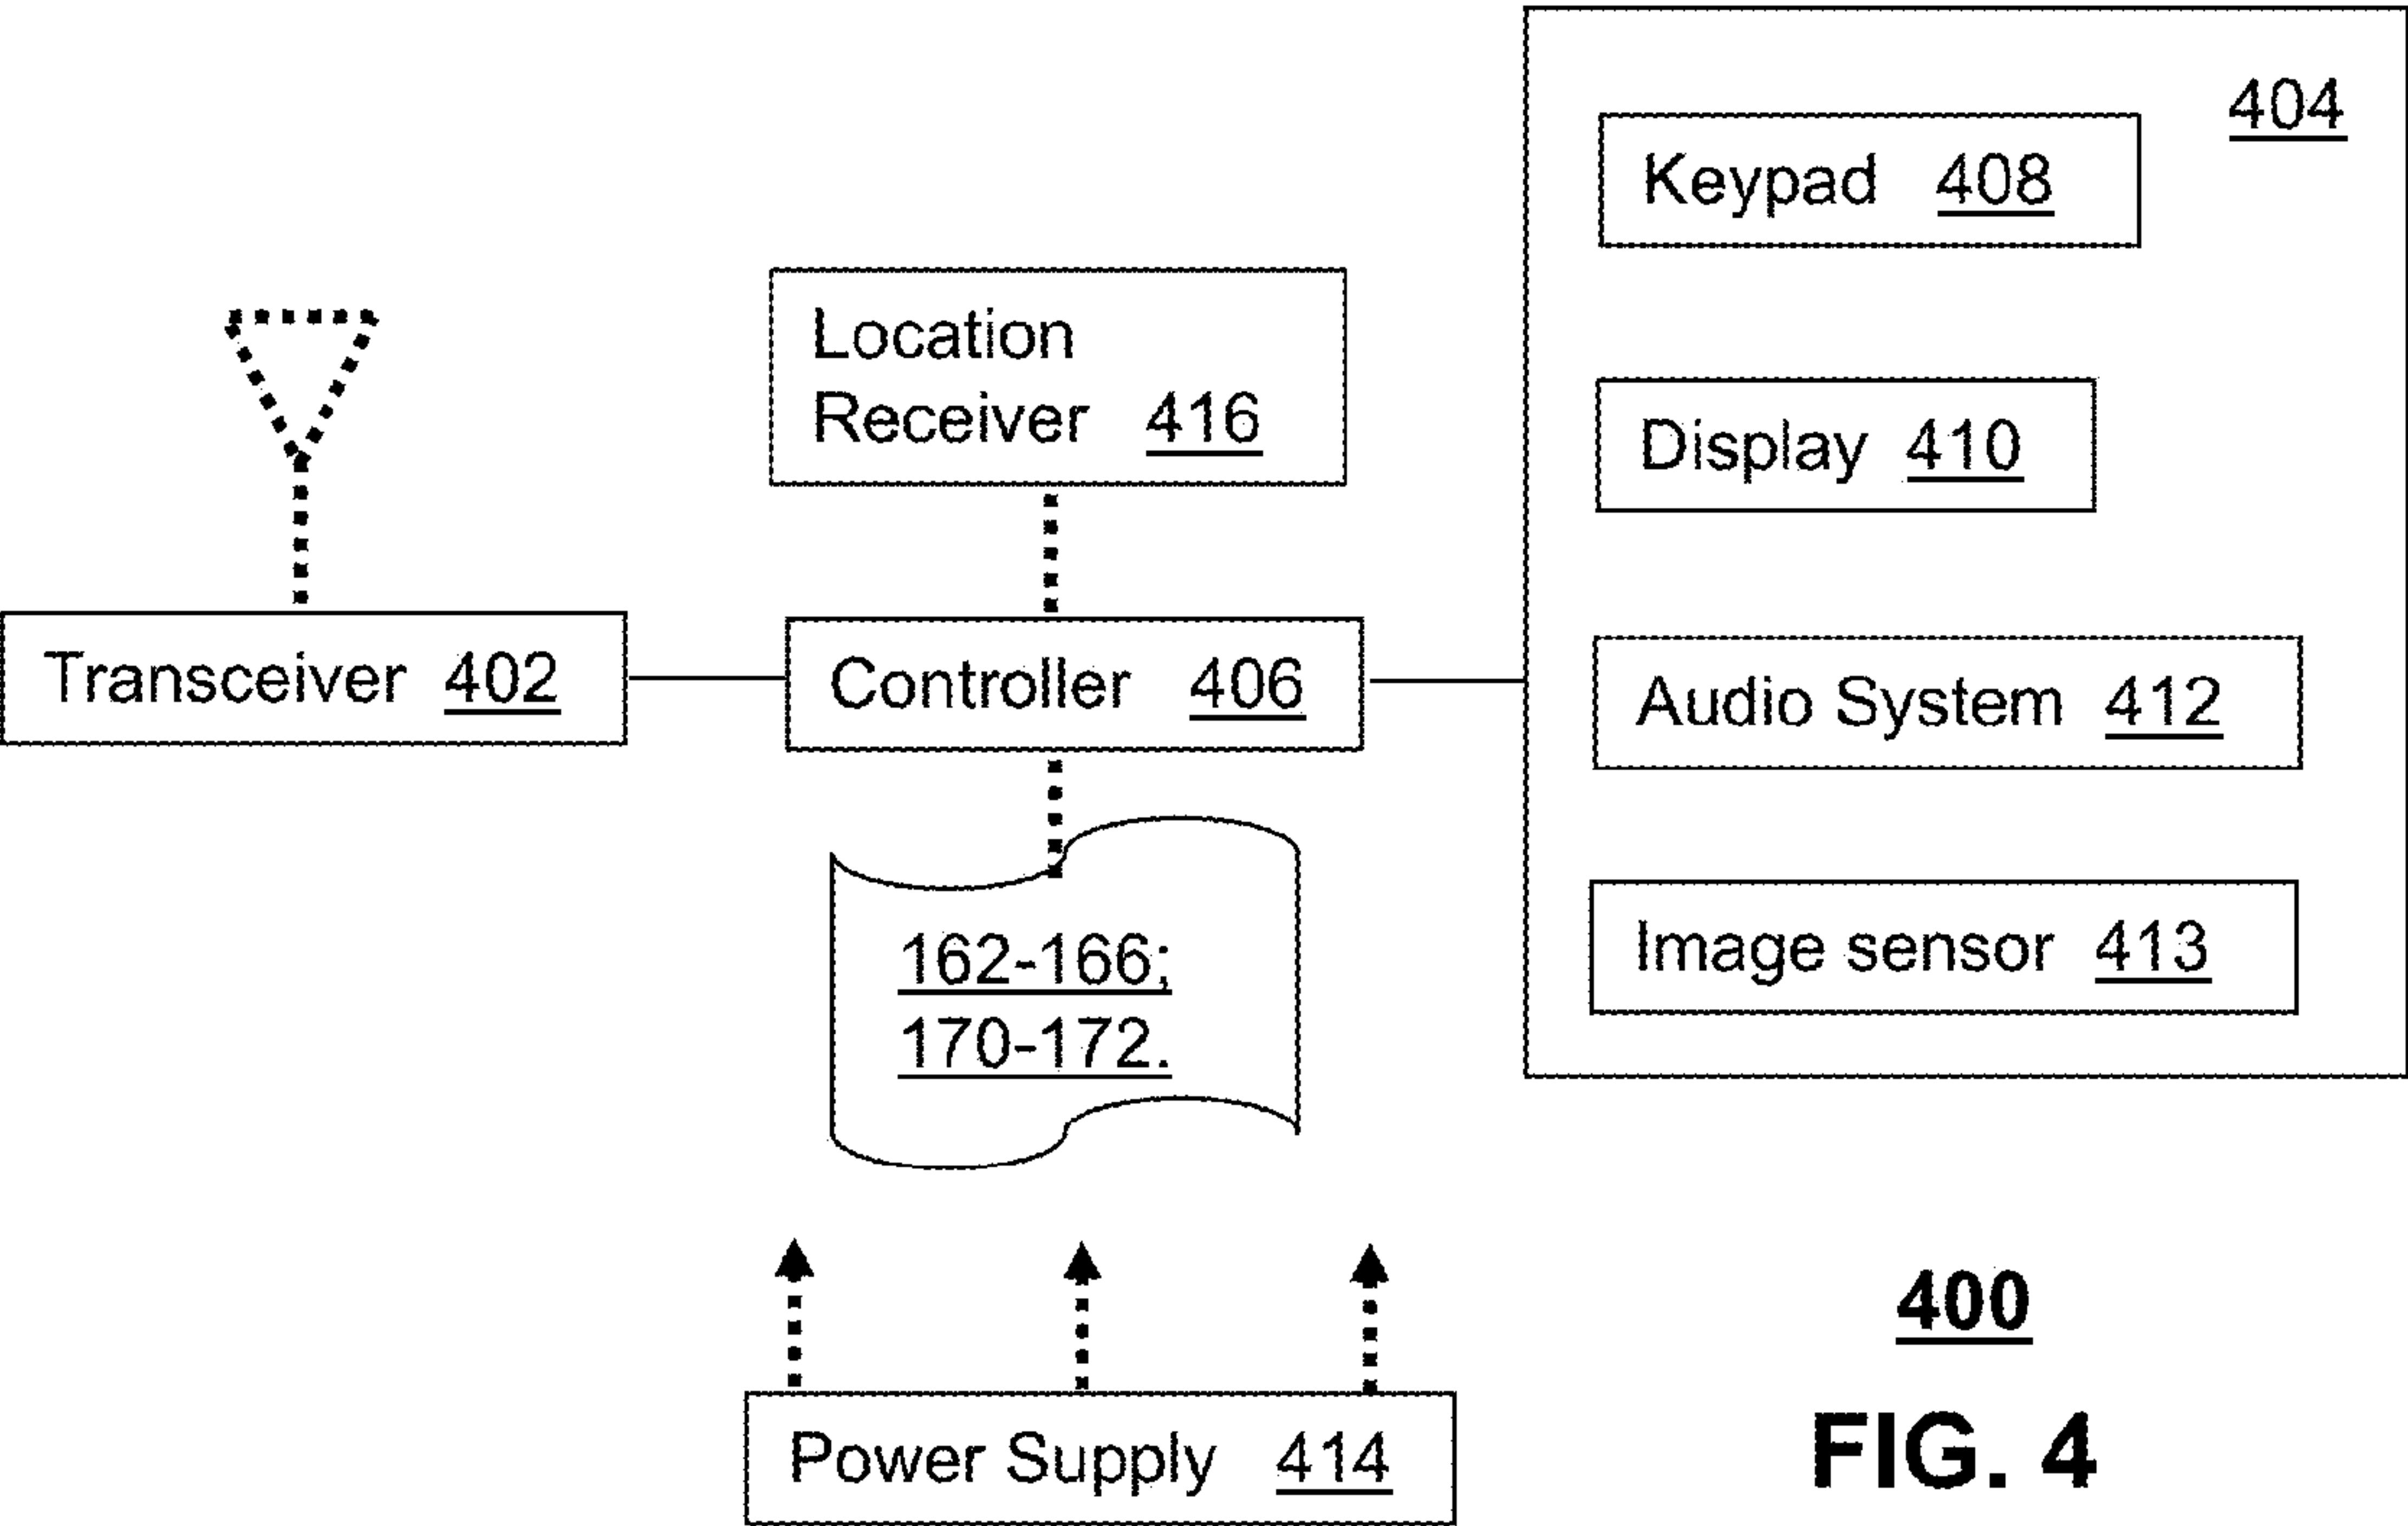 404
Keypad 408
Location
Receiver 416
Display 410
Transceiver 402
Controller 406
Audio System 412
Image sensor 413
162-166;
170-172.
Power Supply 414
400
FIG. 4